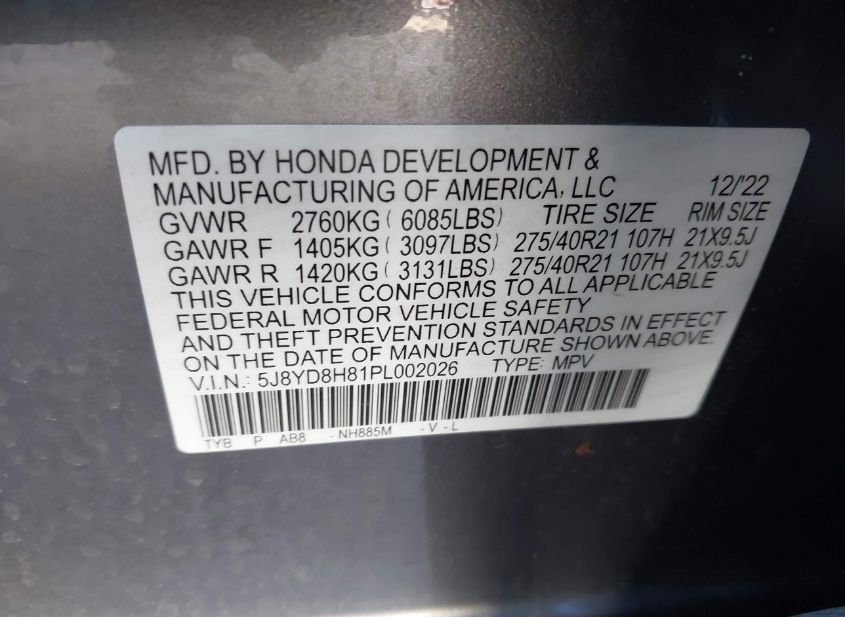 MFD. BY HONDA DEVELOPMENT &
MANUFACTURING OF AMERICA, LLC 12/'22
GVWR 2760KG ( 6085LBS) TIRE SIZE RIM SIZE
GAWR F 1405KG ( 3097LBS) 275/40R21 107H 21X9.5J
GAWR R 1420KG ( 3131LBS) 275/40R21 107H 21X9.5J
THIS VEHICLE CONFORMS TO ALL APPLICABLE
FEDERAL MOTOR VEHICLE SAFETY
AND THEFT PREVENTION STANDARDS IN EFFECT
ON THE DATE OF MANUFACTURE SHOWN ABOVE.
V.I.N.: 5J8YD8H81PL002026 TYPE: MPV
TYB P AB8 - NH885M - V - L